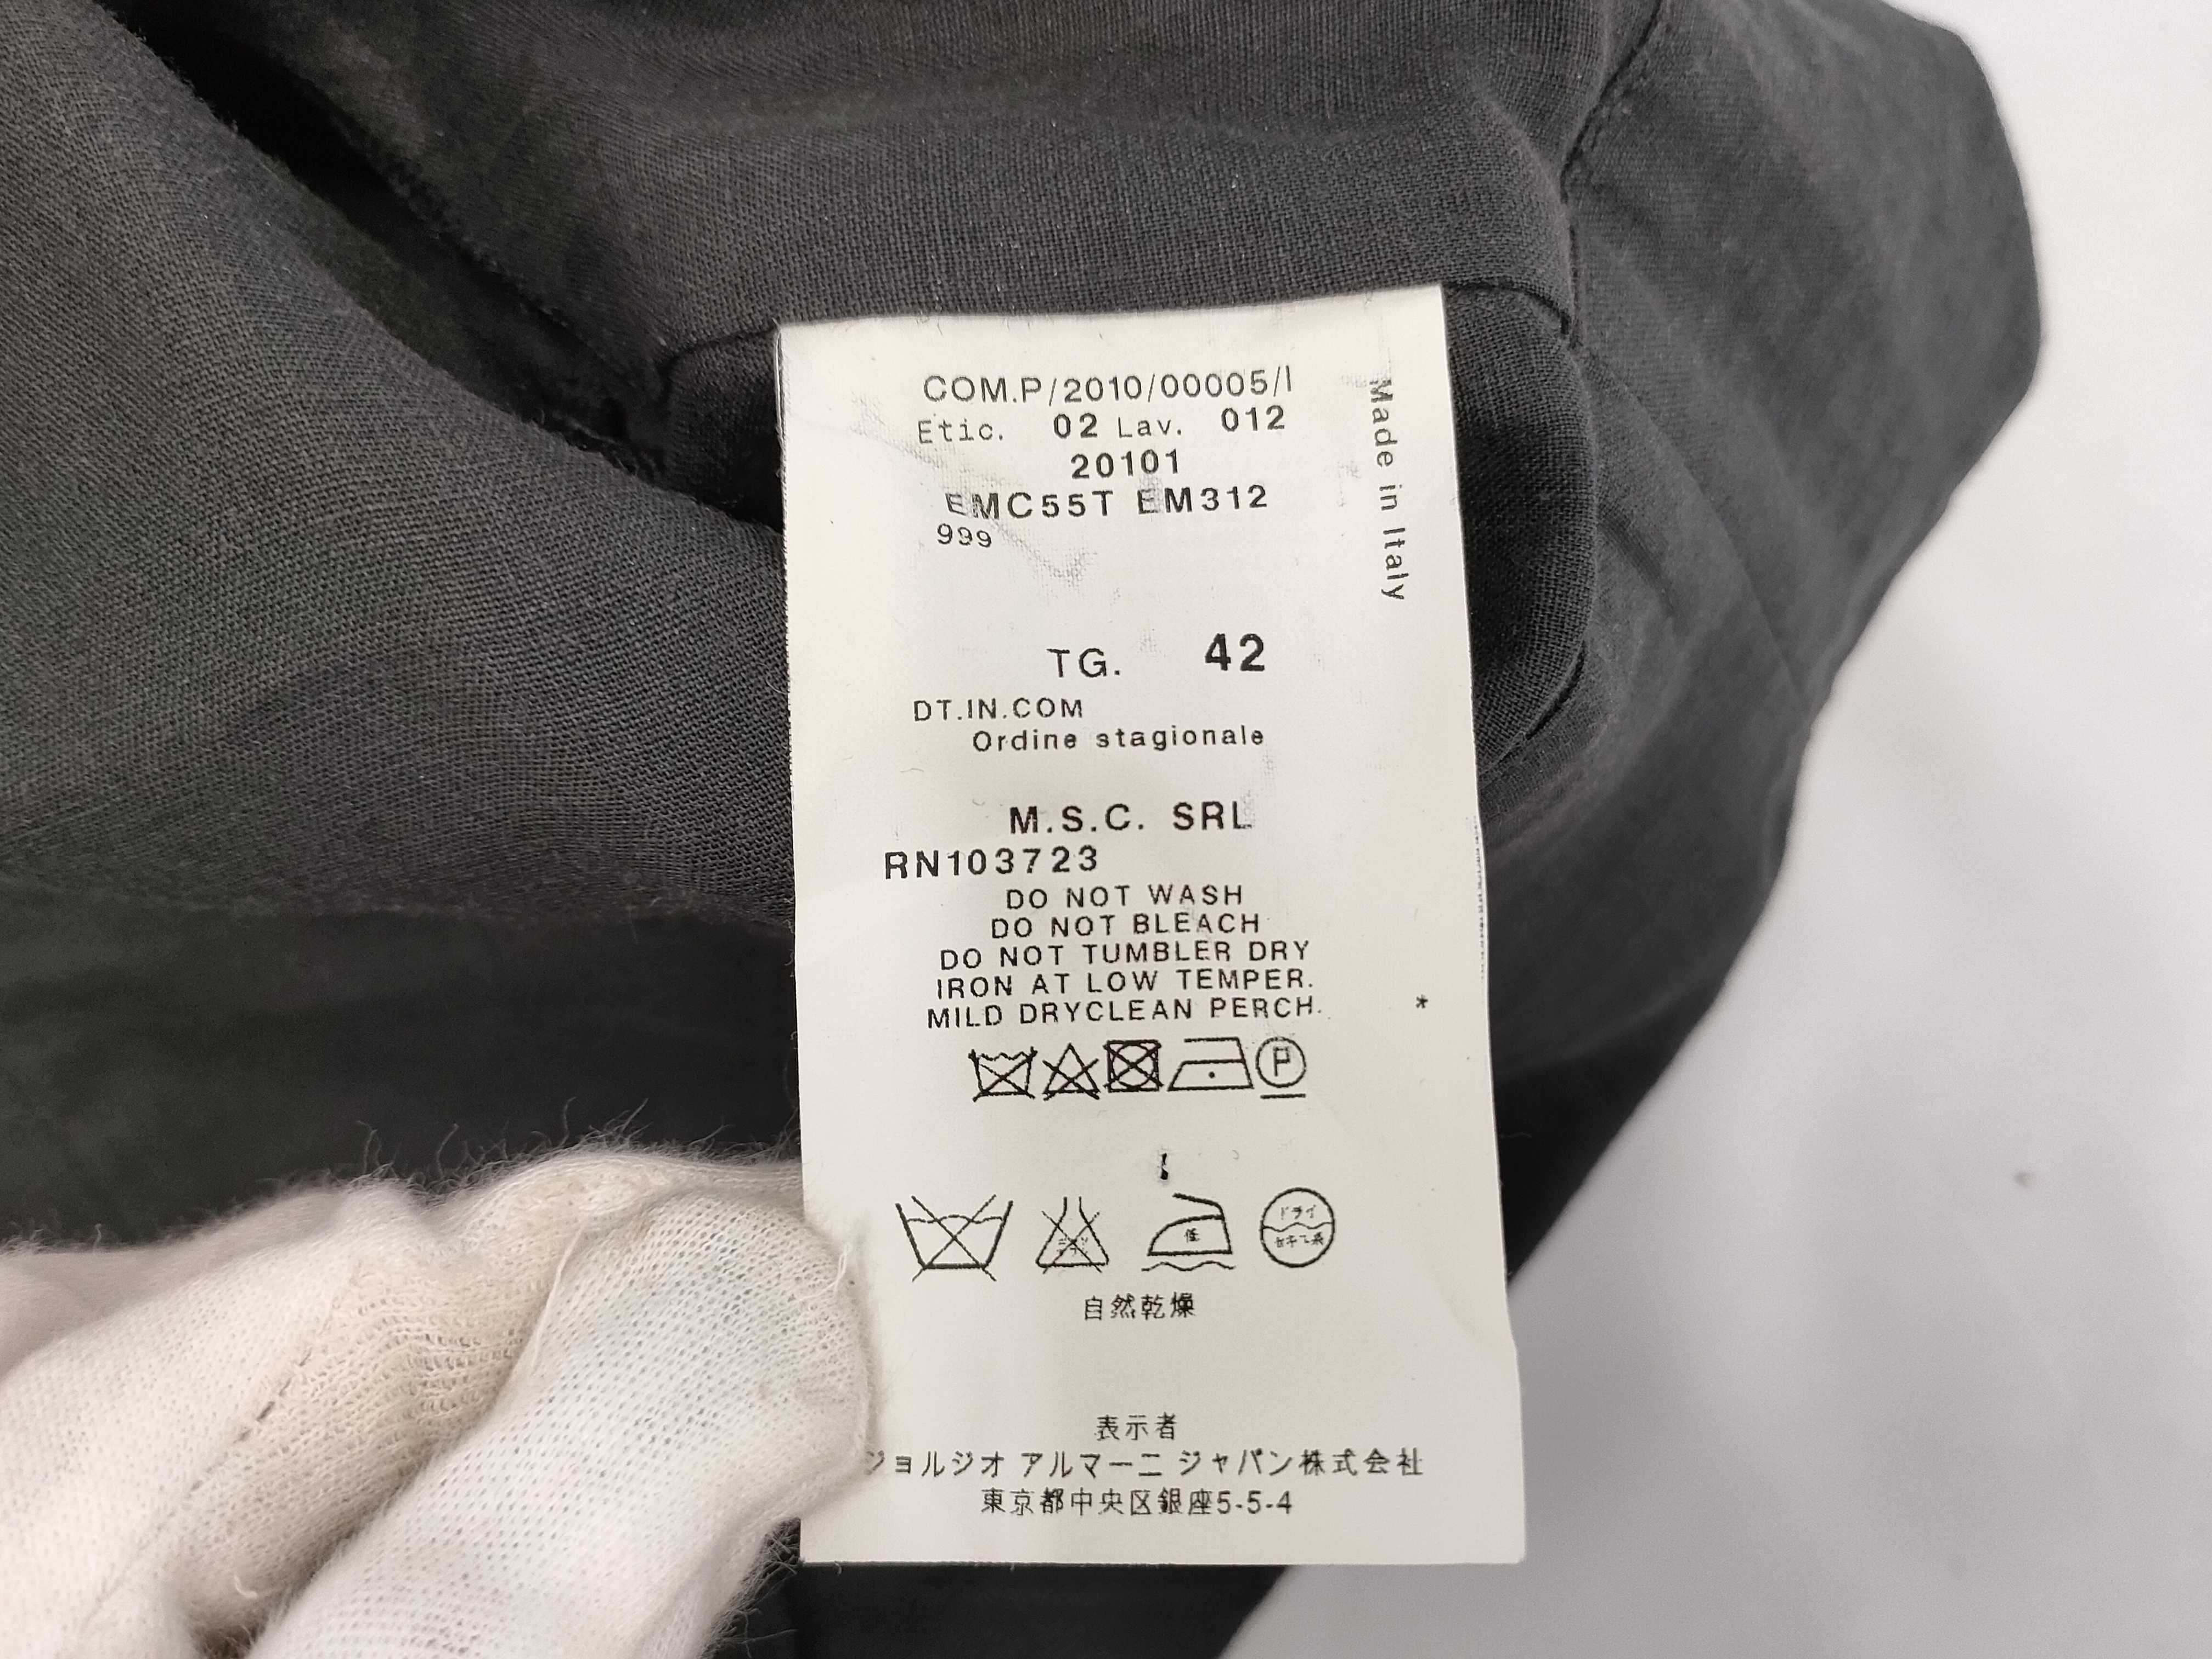 COM.P/2010/00005/I
Etic. 02 Lav. 012
20101
EMC55T EM312
999
Made in Italy
TG. 42
DT.IN.COM
Ordine stagionale
M.S.C. SRL
RN103723
DO NOT WASH
DO NOT BLEACH
DO NOT TUMBLER DRY
IRON AT LOW TEMPER.
MILD DRYCLEAN PERCH. *
P
低
ドライ
自然乾燥
表示者
ジョルジオ アルマーニ ジャパン株式会社
東京都中央区銀座5-5-4